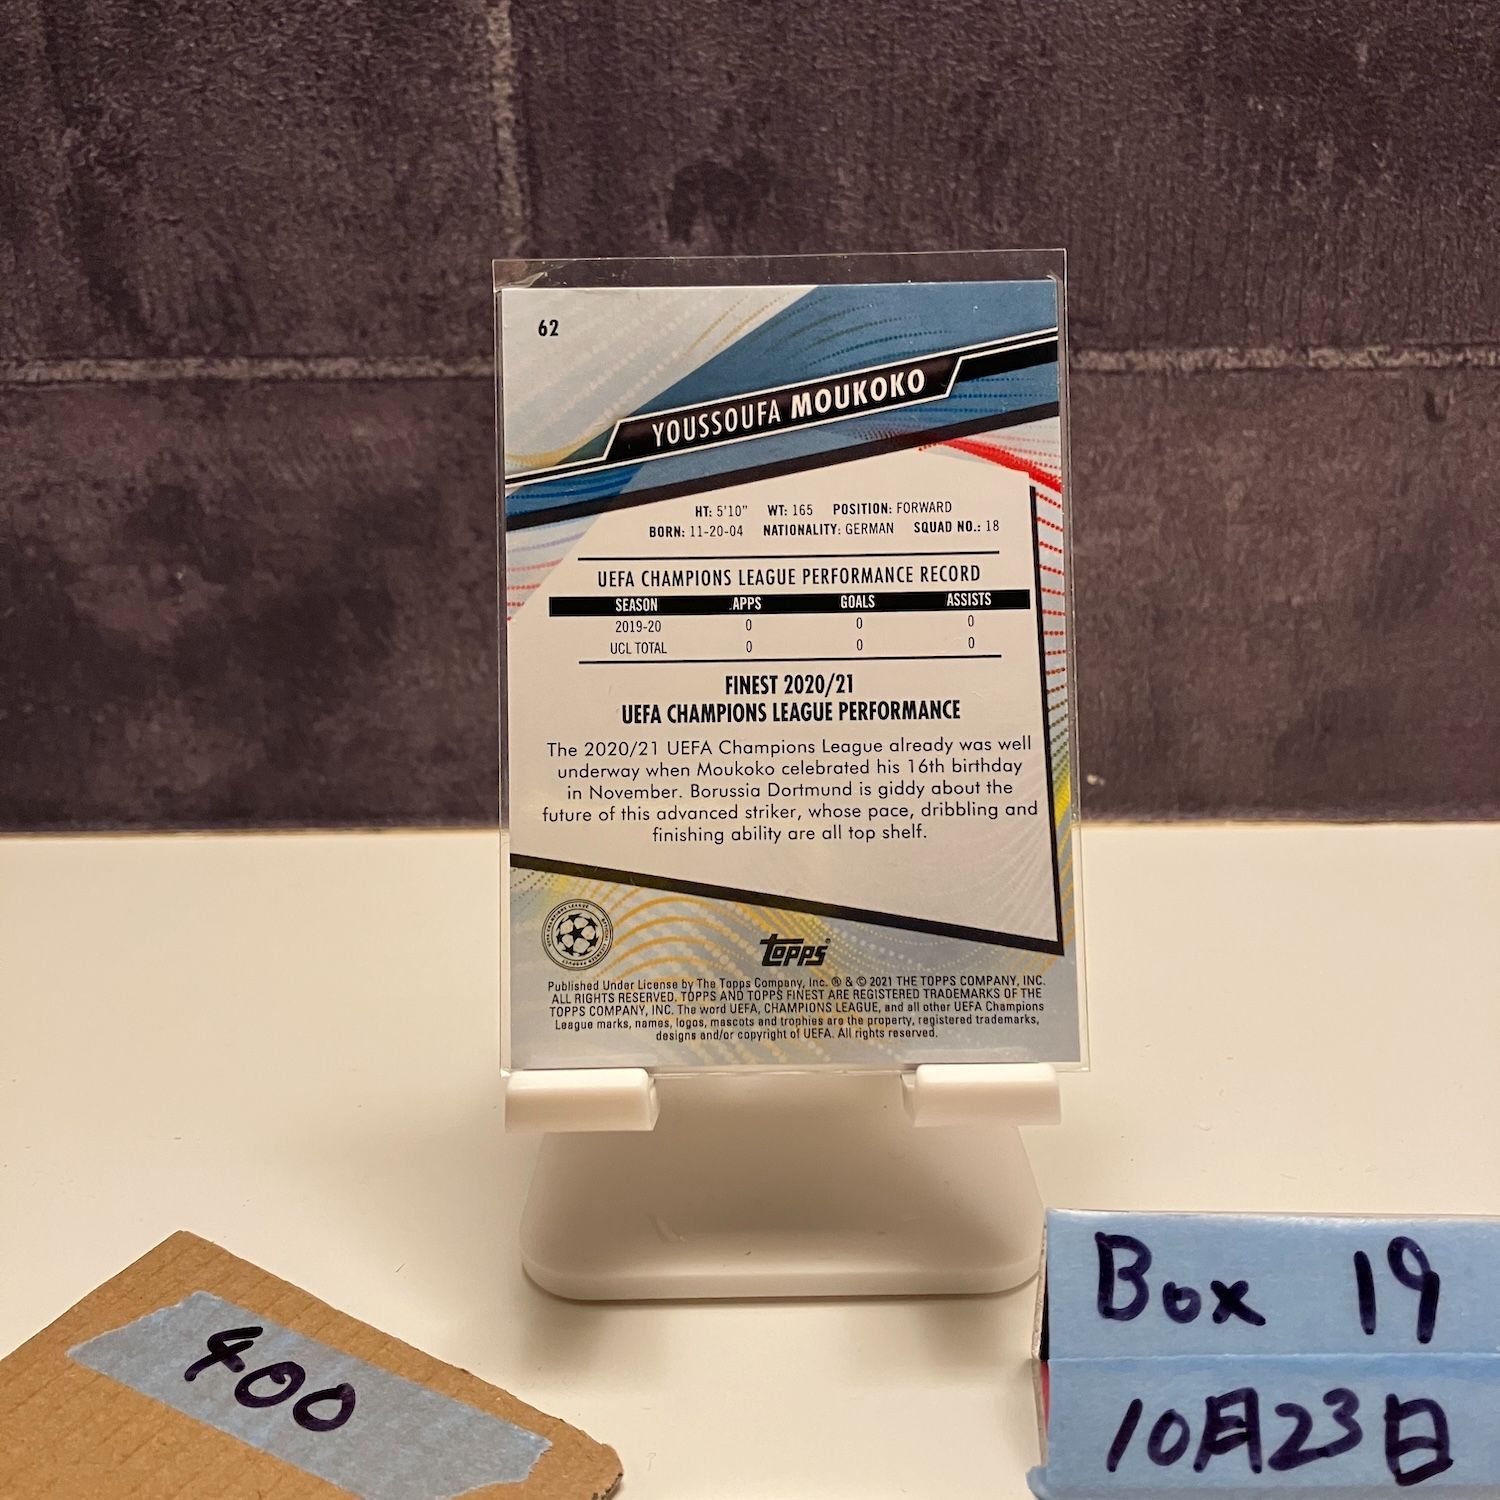 62
YOUSSOUFA MOUKOKO
HT: 5'10" WT: 165 POSITION: FORWARD
BORN: 11-20-04 NATIONALITY: GERMAN SQUAD NO.: 18
UEFA CHAMPIONS LEAGUE PERFORMANCE RECORD
SEASON APPS GOALS ASSISTS
2019-20 0 0 0
UCL TOTAL 0 0 0
FINEST 2020/21
UEFA CHAMPIONS LEAGUE PERFORMANCE
The 2020/21 UEFA Champions League already was well
underway when Moukoko celebrated his 16th birthday
in November. Borussia Dortmund is giddy about the
future of this advanced striker, whose pace, dribbling and
finishing ability are all top shelf.
topps®
Published Under License by The Topps Company, Inc. ® & © 2021 THE TOPPS COMPANY, INC.
ALL RIGHTS RESERVED. TOPPS AND TOPPS FINEST ARE REGISTERED TRADEMARKS OF THE
TOPPS COMPANY, INC. The word UEFA, CHAMPIONS LEAGUE, and all other UEFA Champions
League marks, names, logos, mascots and trophies are the property, registered trademarks,
designs and/or copyright of UEFA. All rights reserved.
400
Box 19
10月23日